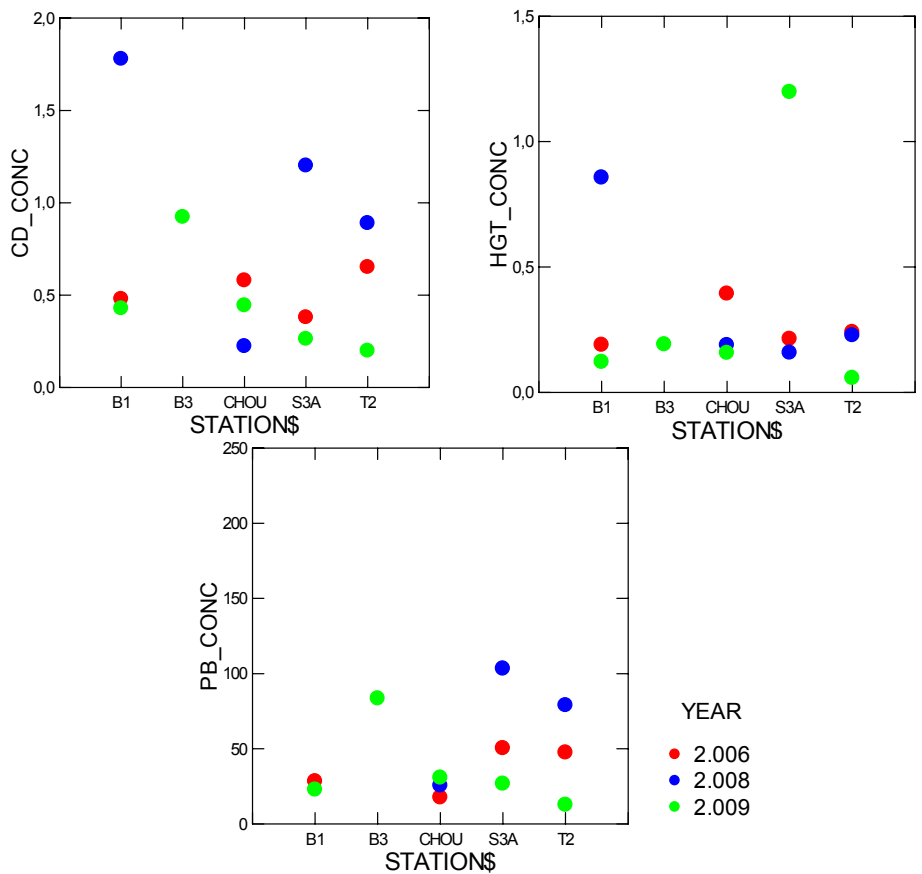 2,0
1,5
1,0
0,5
0,0
CD_CONC
B1 B3 CHOU S3A T2
STATION$
1,5
1,0
0,5
0,0
HGT_CONC
B1 B3 CHOU S3A T2
STATION$
250
200
150
100
50
0
PB_CONC
B1 B3 CHOU S3A T2
STATION$
YEAR
2.006
2.008
2.009